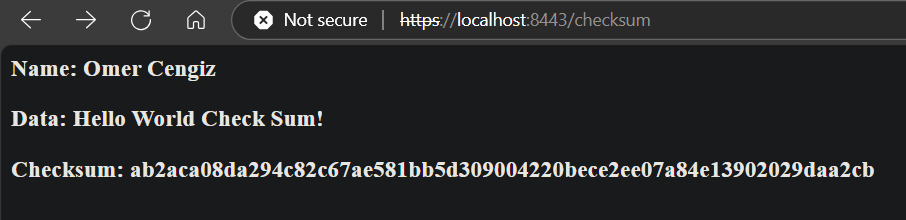 Not secure | https://localhost:8443/checksum
Name: Omer Cengiz
Data: Hello World Check Sum!
Checksum: ab2aca08da294c82c67ae581bb5d309004220bece2ee07a84e13902029daa2cb